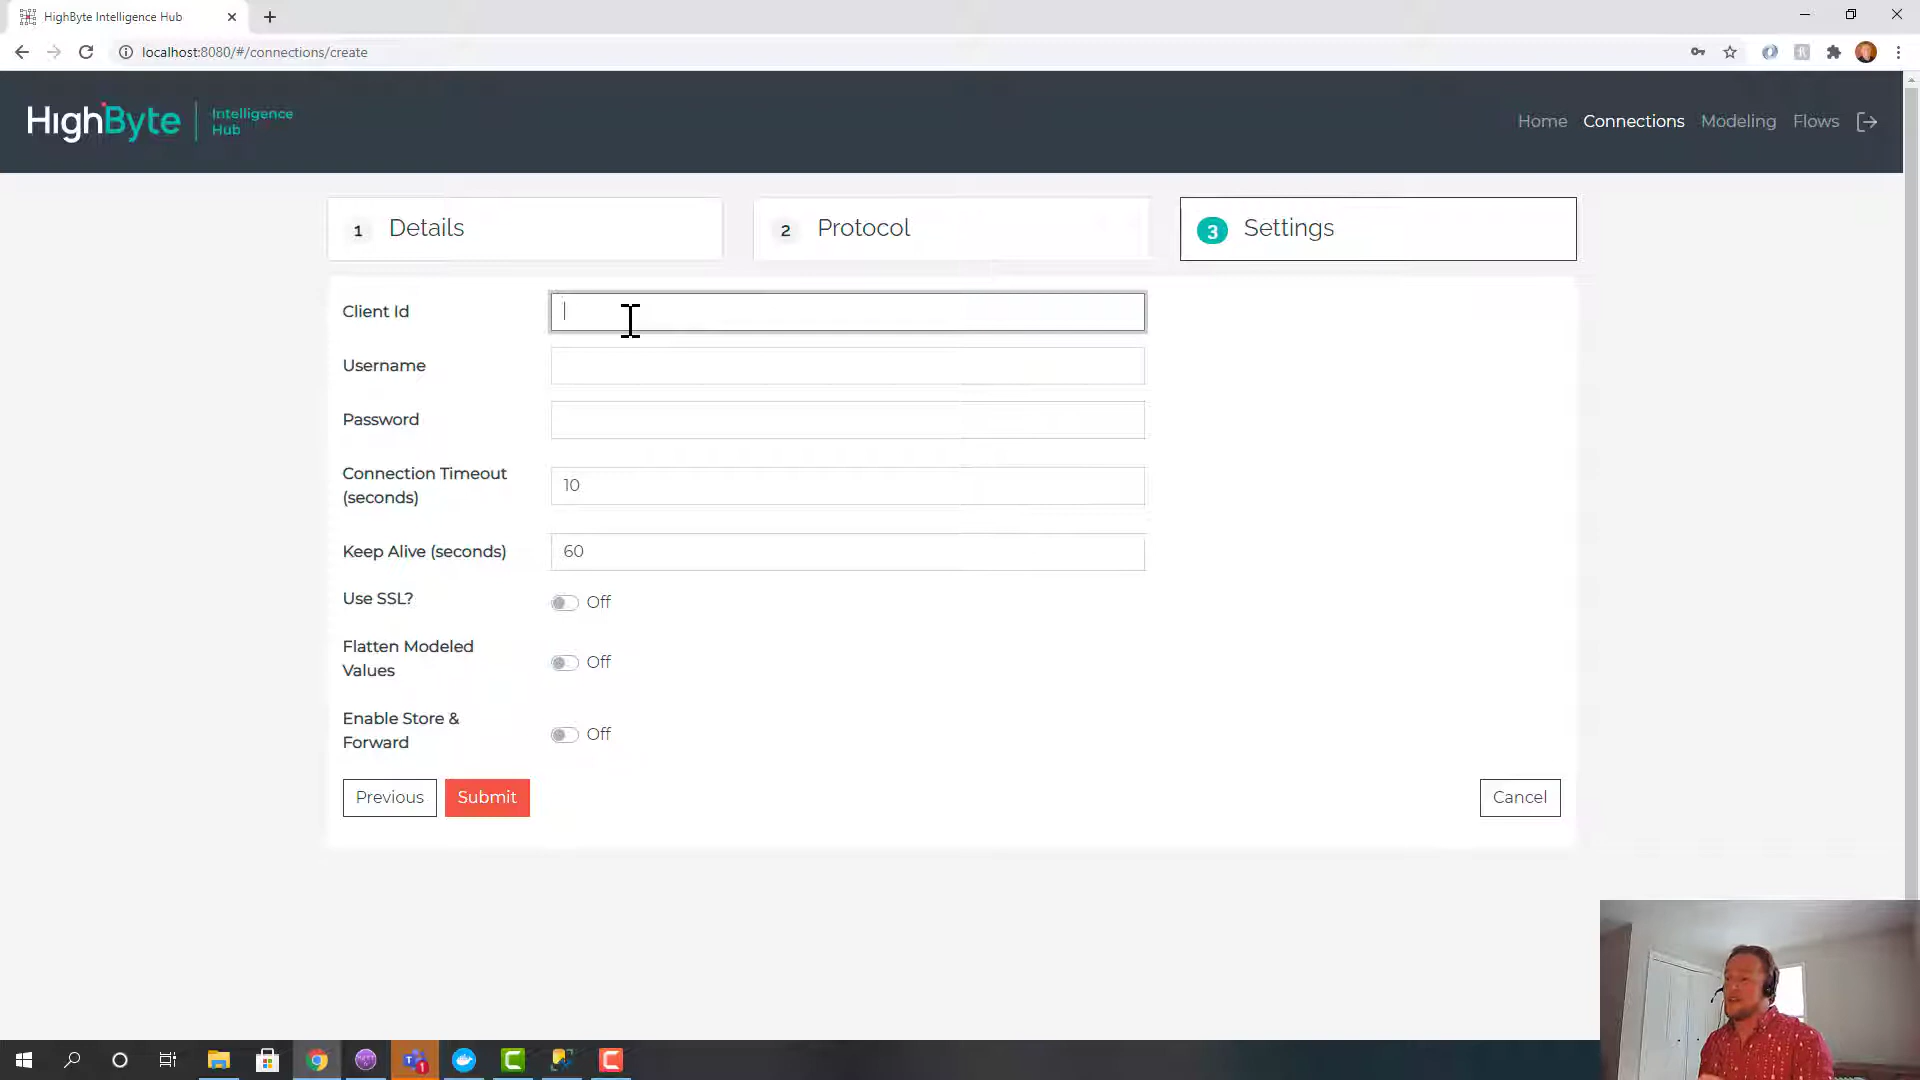 HighByte Intelligence Hub
localhost:8080/#/connections/create
HighByte
Intelligence
Hub
Home Connections Modeling Flows
1 Details
2 Protocol
3 Settings
Client Id
Username
Password
Connection Timeout
(seconds)
10
Keep Alive (seconds)
60
Use SSL?
Off
Flatten Modeled
Values
Off
Enable Store &
Forward
Off
Previous
Submit
Cancel
1